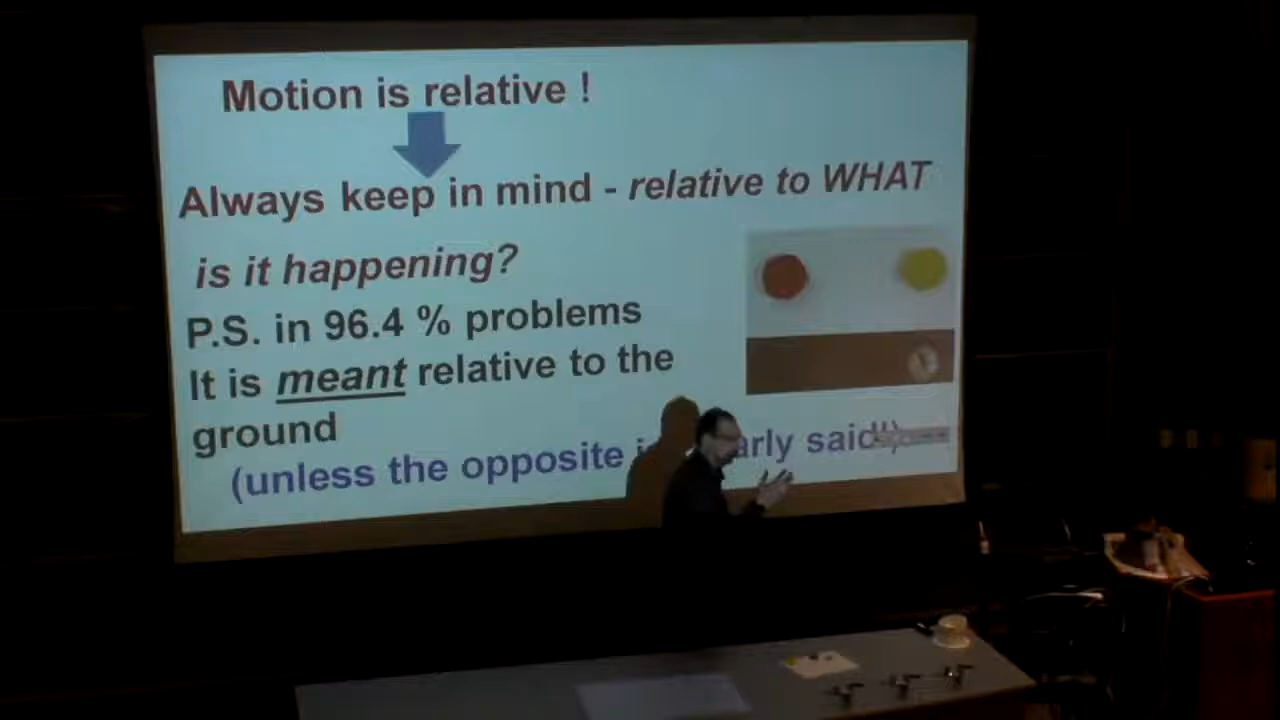 Motion is relative !
Always keep in mind - relative to WHAT
is it happening?
P.S. in 96.4 % problems
It is meant relative to the
ground
(unless the opposite said!)